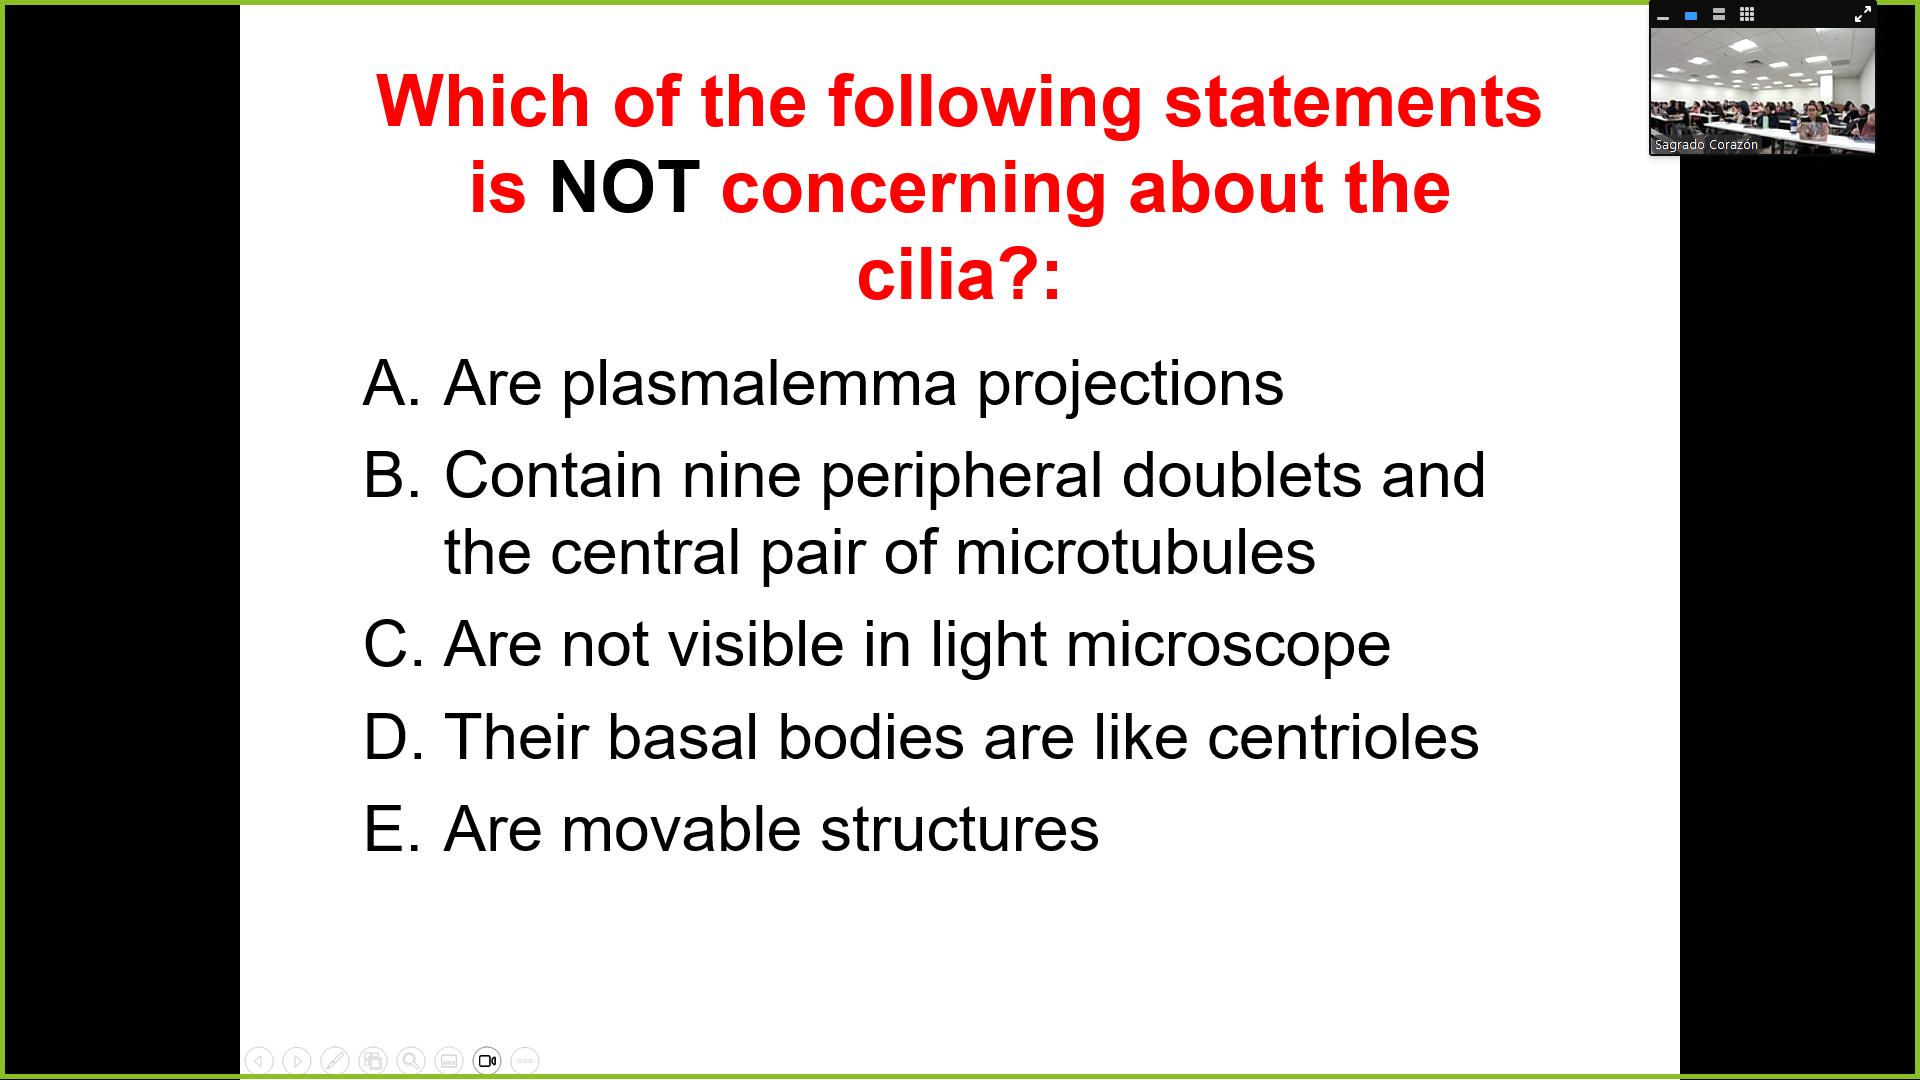 Which of the following statements
is NOT concerning about the
cilia?:
A. Are plasmalemma projections
B. Contain nine peripheral doublets and
the central pair of microtubules
C. Are not visible in light microscope
D. Their basal bodies are like centrioles
E. Are movable structures
Sagrado Corazón